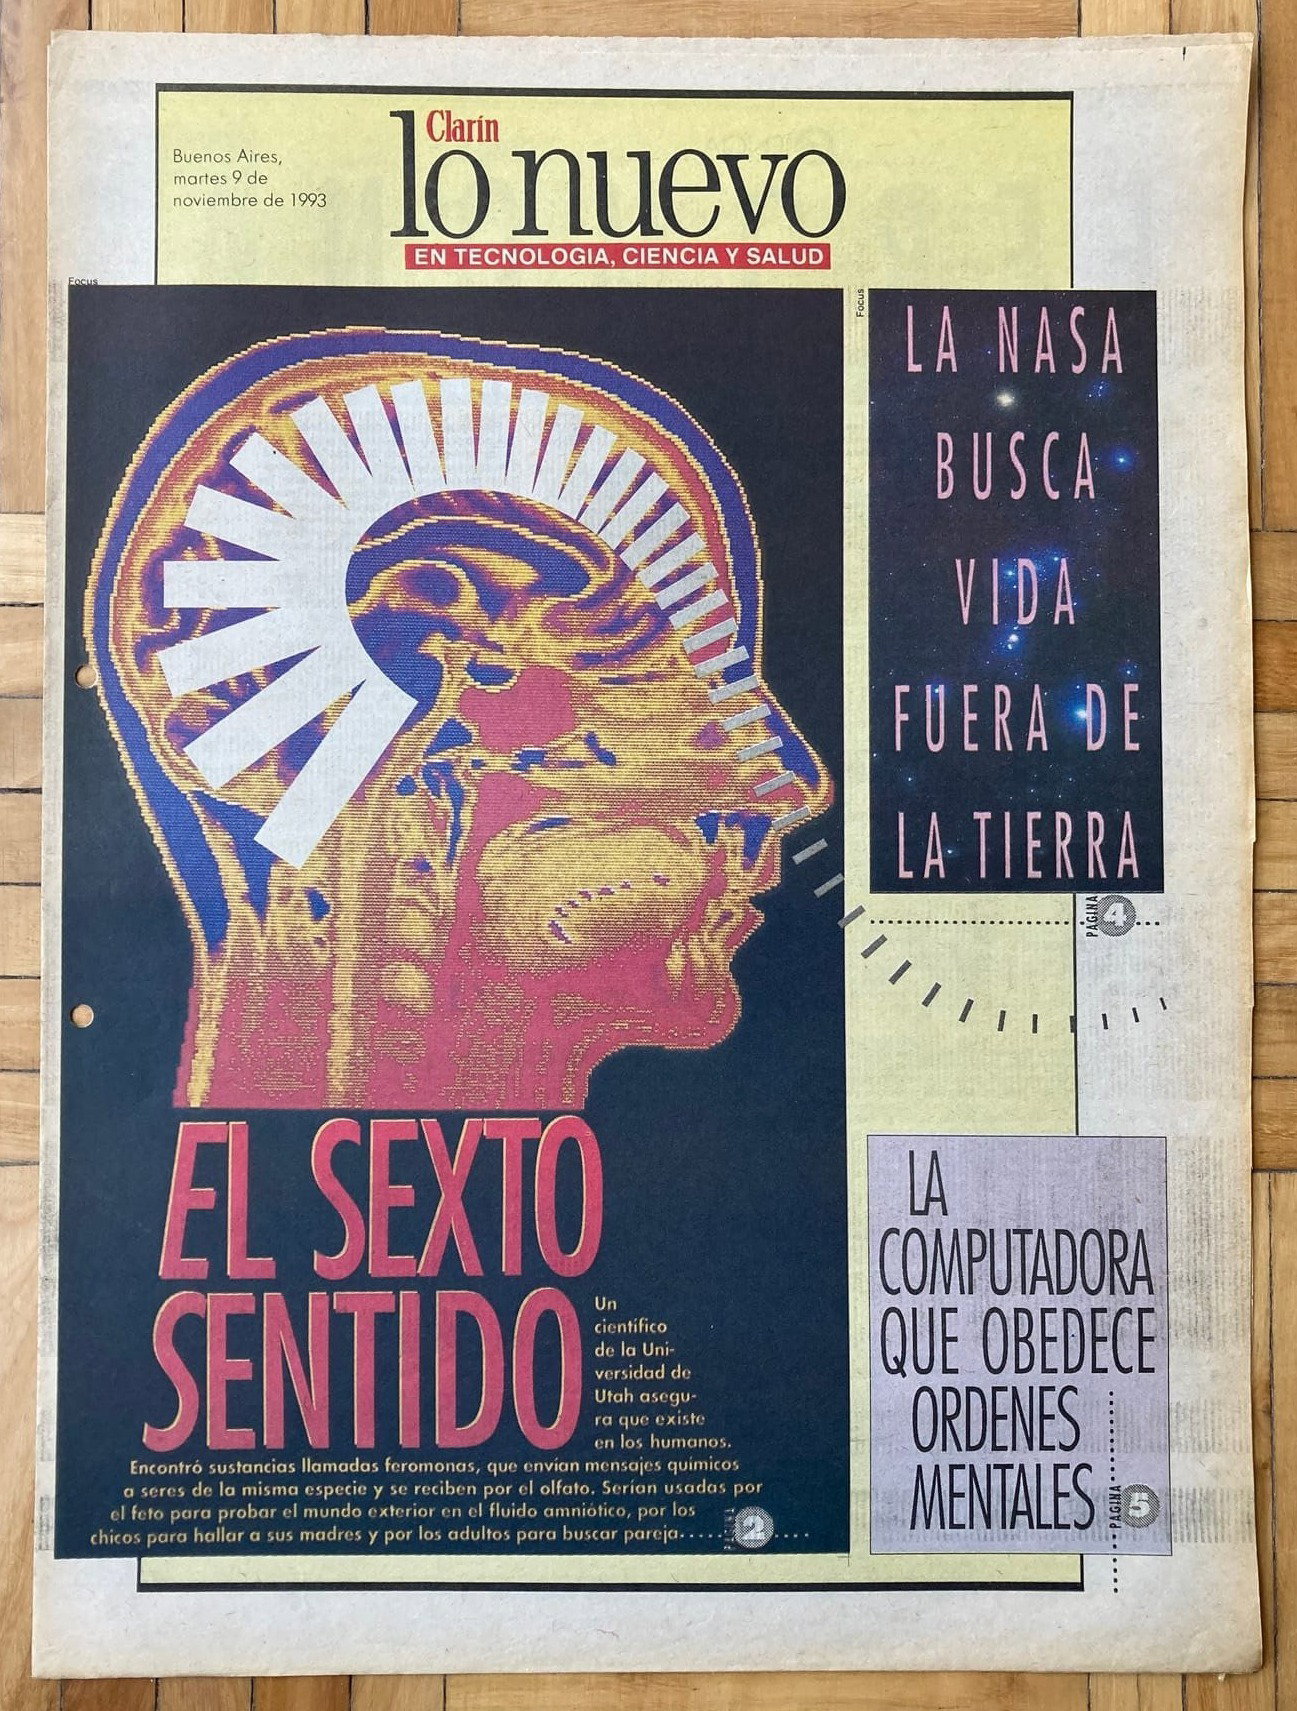 Buenos Aires,
martes 9 de
noviembre de 1993
Clarín
lo nuevo
EN TECNOLOGIA, CIENCIA Y SALUD
Focus
EL SEXTO
SENTIDO
Un
científico
de la Uni-
versidad de
Utah asegu-
ra que existe
en los humanos.
Encontró sustancias llamadas feromonas, que envían mensajes químicos
a seres de la misma especie y se reciben por el olfato. Serían usadas por
el feto para probar el mundo exterior en el fluido amniótico, por los
chicos para hallar a sus madres y por los adultos para buscar pareja......
2
Focus
LA NASA
BUSCA
VIDA
FUERA DE
LA TIERRA
PAGINA 4
LA
COMPUTADORA
QUE OBEDECE
ORDENES
MENTALES
PAGINA 5